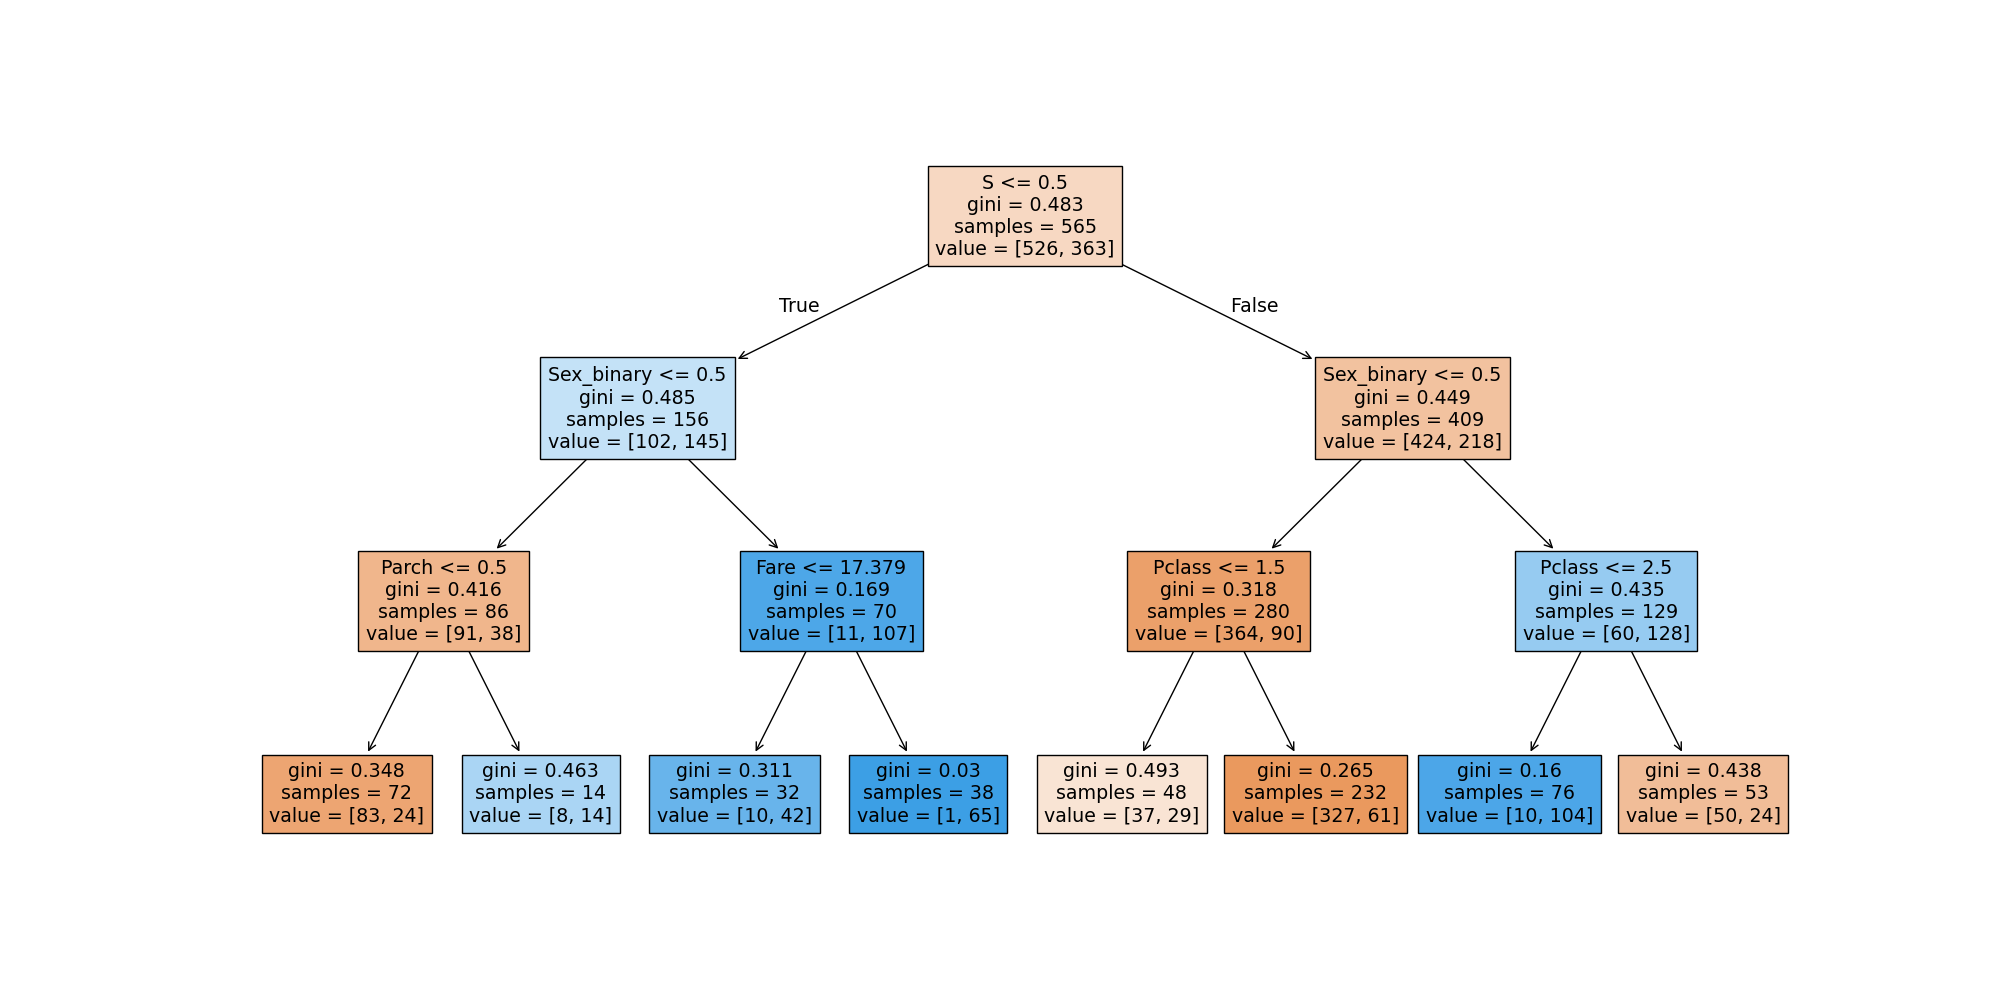 S <= 0.5
gini = 0.483
samples = 565
value = [526, 363]
True
False
Sex_binary <= 0.5
gini = 0.485
samples = 156
value = [102, 145]
Sex_binary <= 0.5
gini = 0.449
samples = 409
value = [424, 218]
Parch <= 0.5
gini = 0.416
samples = 86
value = [91, 38]
Fare <= 17.379
gini = 0.169
samples = 70
value = [11, 107]
Pclass <= 1.5
gini = 0.318
samples = 280
value = [364, 90]
Pclass <= 2.5
gini = 0.435
samples = 129
value = [60, 128]
gini = 0.348
samples = 72
value = [83, 24]
gini = 0.463
samples = 14
value = [8, 14]
gini = 0.311
samples = 32
value = [10, 42]
gini = 0.03
samples = 38
value = [1, 65]
gini = 0.493
samples = 48
value = [37, 29]
gini = 0.265
samples = 232
value = [327, 61]
gini = 0.16
samples = 76
value = [10, 104]
gini = 0.438
samples = 53
value = [50, 24]